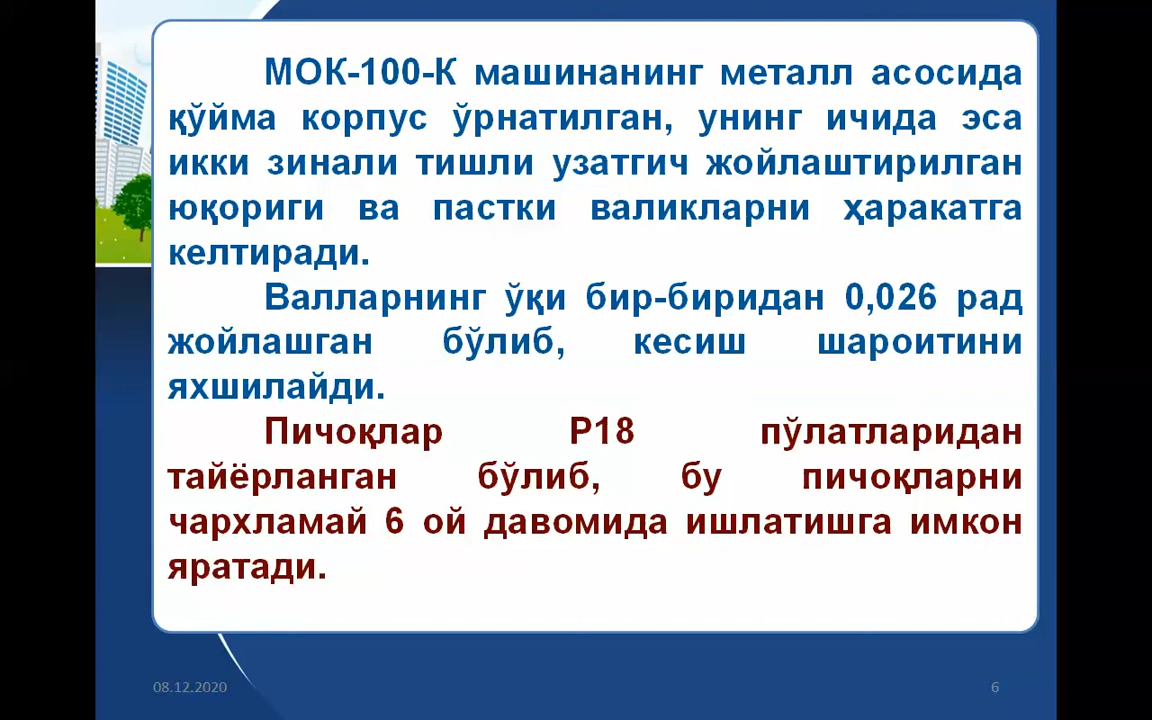 МОК-100-К машинанинг металл асосида
қўйма корпус ўрнатилган, унинг ичида эса
икки зинали тишли узатгич жойлаштирилган
юқориги ва пастки валикларни ҳаракатга
келтиради.
Валларнинг ўқи бир-биридан 0,026 рад
жойлашган бўлиб, кесиш шароитини
яхшилайди.
Пичоқлар Р18 пўлатларидан
тайёрланган бўлиб, бу пичоқларни
чархламай 6 ой давомида ишлатишга имкон
яратади.
08.12.2020
6